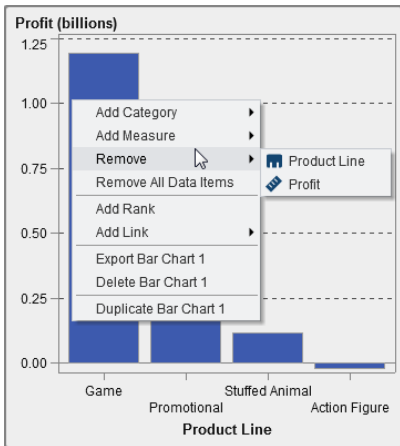 Profit (billions)
1.25
1.00
0.75
0.50
0.25
0.00
Add Category
Add Measure
Remove
Remove All Data Items
Add Rank
Add Link
Export Bar Chart 1
Delete Bar Chart 1
Duplicate Bar Chart 1
Product Line
Profit
Game
Promotional
Stuffed Animal
Action Figure
Product Line